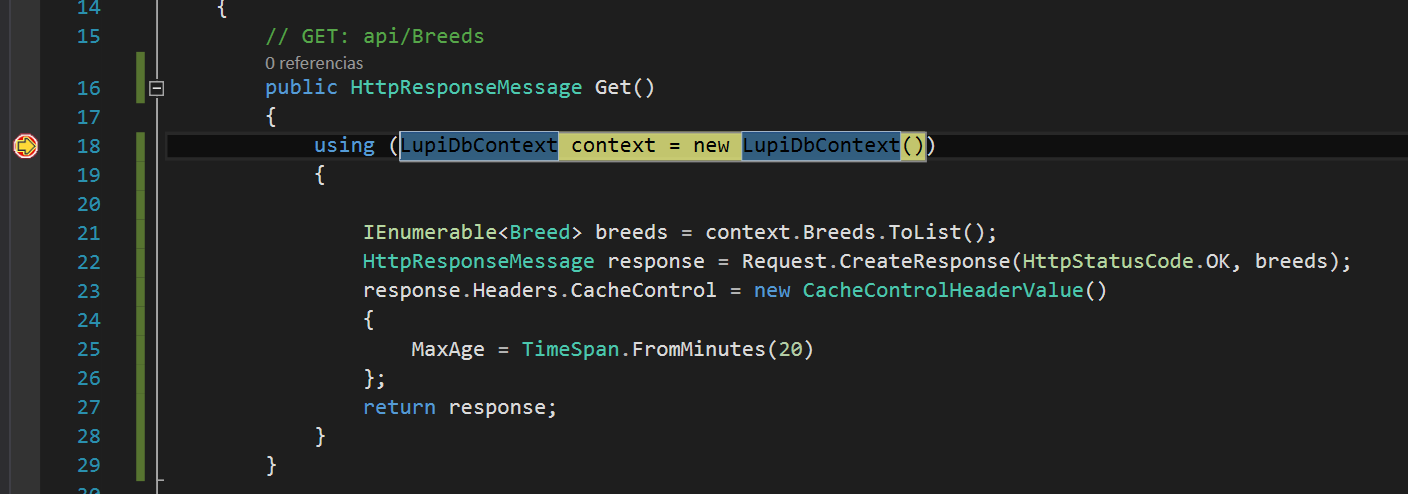 14 {
15 // GET: api/Breeds
0 referencias
16 public HttpResponseMessage Get()
17 {
18 using (LupiDbContext context = new LupiDbContext())
19 {
20
21 IEnumerable<Breed> breeds = context.Breeds.ToList();
22 HttpResponseMessage response = Request.CreateResponse(HttpStatusCode.OK, breeds);
23 response.Headers.CacheControl = new CacheControlHeaderValue()
24 {
25 MaxAge = TimeSpan.FromMinutes(20)
26 };
27 return response;
28 }
29 }
30